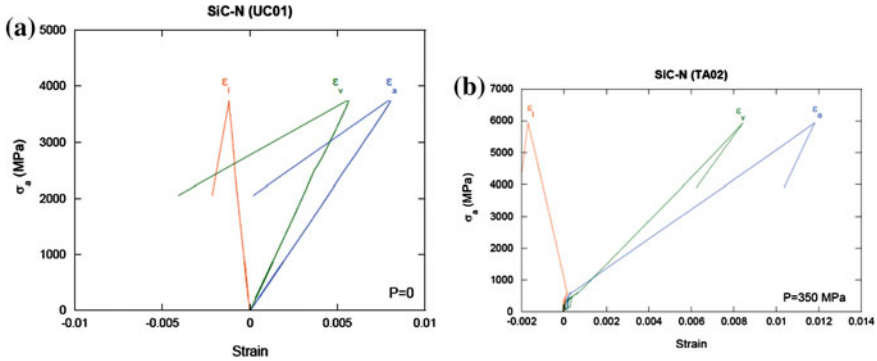 (a)
SiC-N (UC01)
5000
4000
3000
2000
1000
0
σa (MPa)
εl
εv
εa
P=0
-0.01
-0.005
0
0.005
0.01
Strain
(b)
SiC-N (TA02)
7000
6000
5000
4000
3000
2000
1000
0
σa (MPa)
εl
εv
εa
P=350 MPa
-0.002
0
0.002
0.004
0.006
0.008
0.01
0.012
0.014
Strain